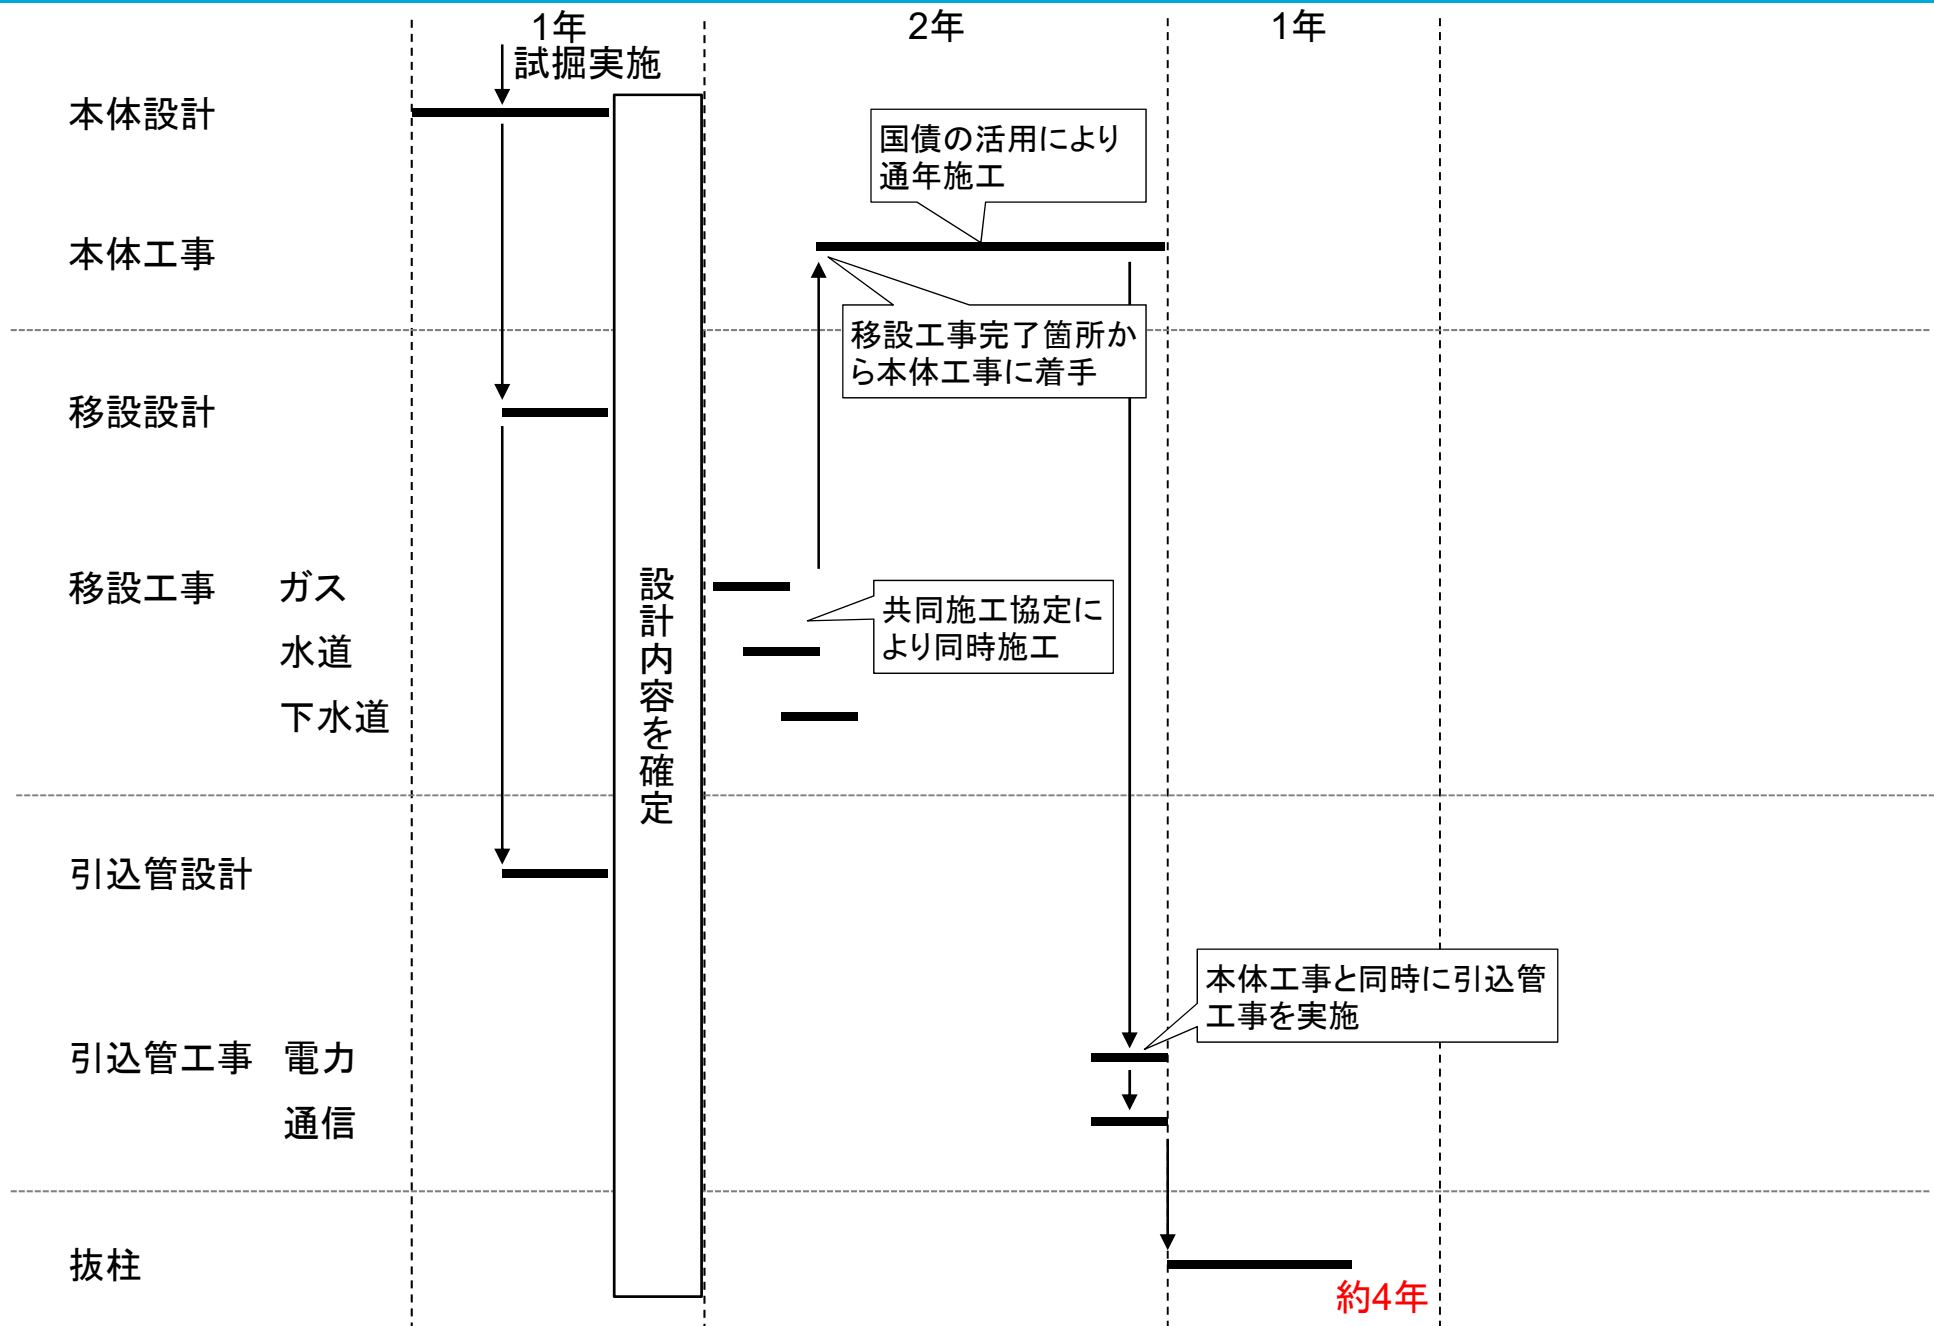 1年
2年
1年
試掘実施
本体設計
国債の活用により
通年施工
本体工事
移設工事完了箇所か
ら本体工事に着手
移設設計
移設工事 ガス
水道
下水道
共同施工協定に
より同時施工
設計内容を確定
引込管設計
本体工事と同時に引込管
工事を実施
引込管工事 電力
通信
抜柱
約4年